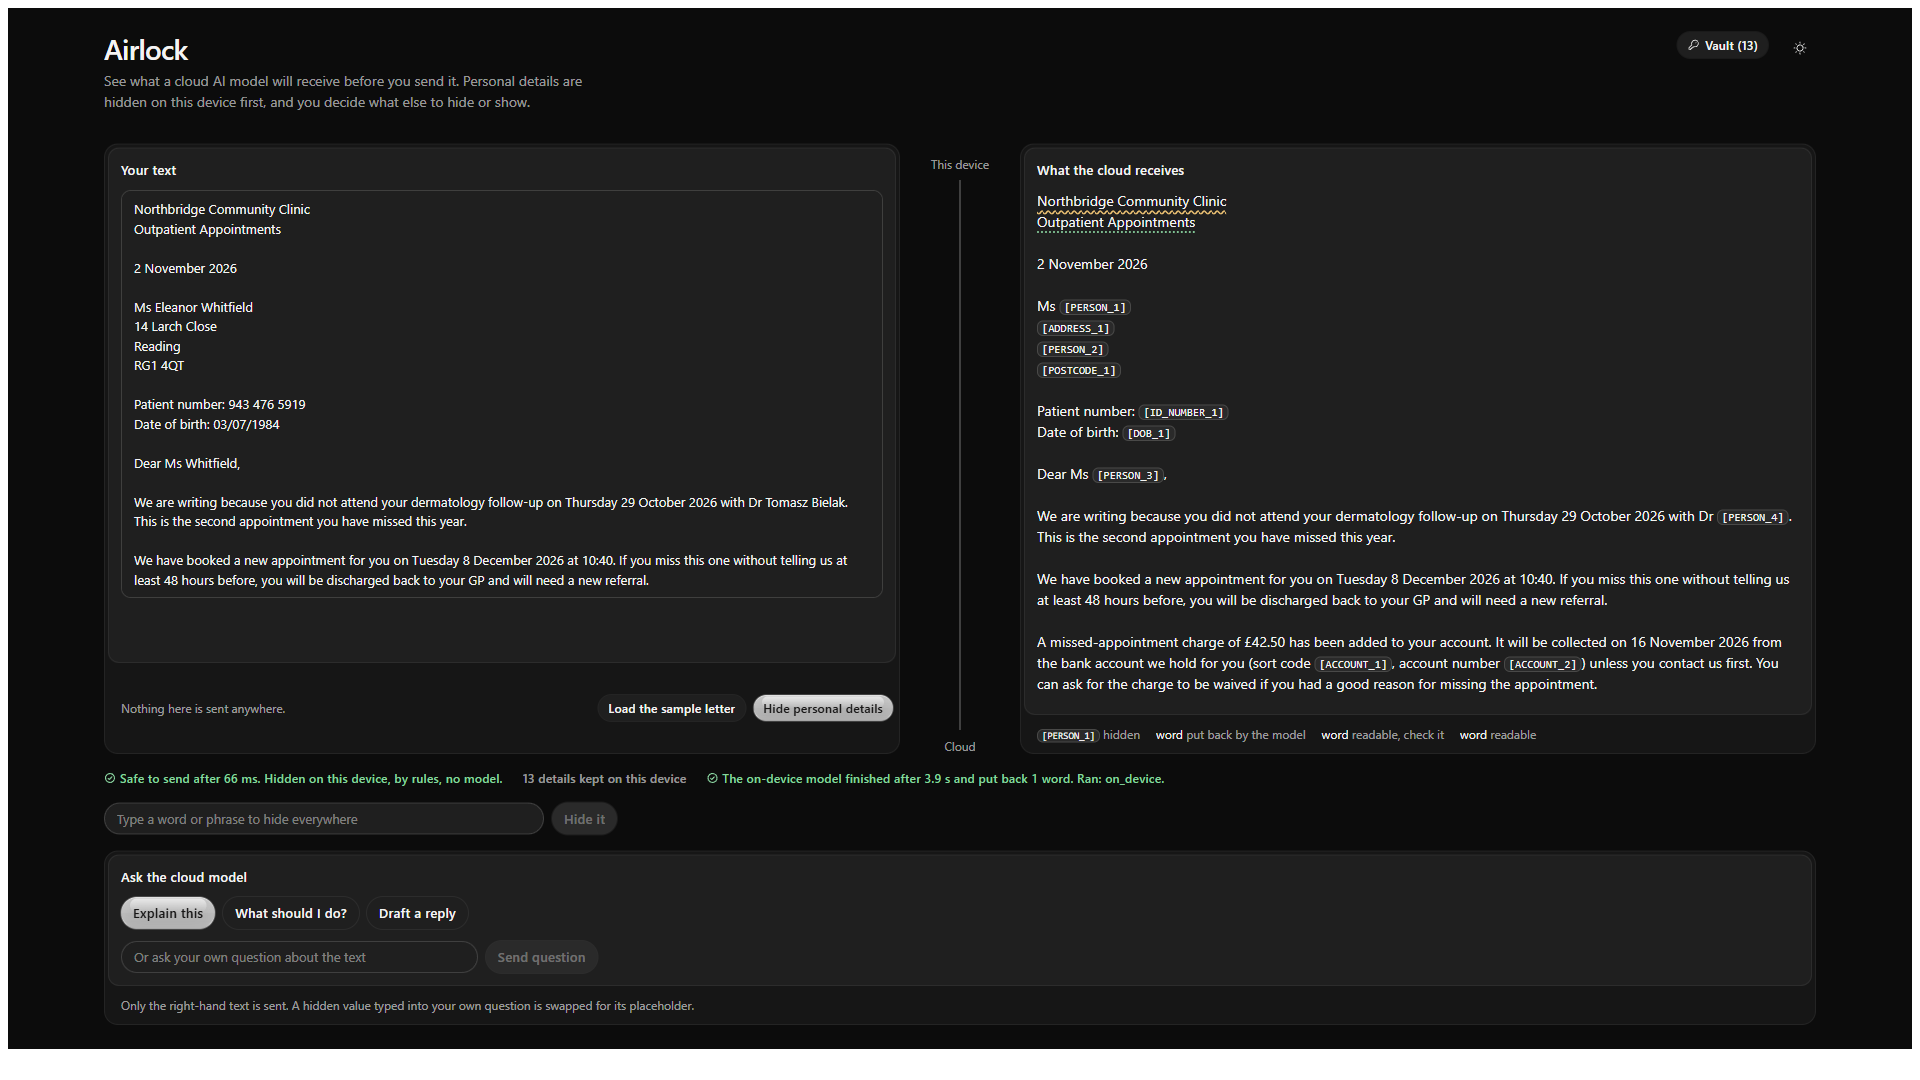 Airlock
See what a cloud AI model will receive before you send it. Personal details are
hidden on this device first, and you decide what else to hide or show.
Vault (13)
Your text
Northbridge Community Clinic
Outpatient Appointments
2 November 2026
Ms Eleanor Whitfield
14 Larch Close
Reading
RG1 4QT
Patient number: 943 476 5919
Date of birth: 03/07/1984
Dear Ms Whitfield,
We are writing because you did not attend your dermatology follow-up on Thursday 29 October 2026 with Dr Tomasz Bielak.
This is the second appointment you have missed this year.
We have booked a new appointment for you on Tuesday 8 December 2026 at 10:40. If you miss this one without telling us at
least 48 hours before, you will be discharged back to your GP and will need a new referral.
Nothing here is sent anywhere.
Load the sample letter
Hide personal details
This device
Cloud
What the cloud receives
Northbridge Community Clinic
Outpatient Appointments
2 November 2026
Ms [PERSON_1]
[ADDRESS_1]
[PERSON_2]
[POSTCODE_1]
Patient number: [ID_NUMBER_1]
Date of birth: [DOB_1]
Dear Ms [PERSON_3],
We are writing because you did not attend your dermatology follow-up on Thursday 29 October 2026 with Dr [PERSON_4].
This is the second appointment you have missed this year.
We have booked a new appointment for you on Tuesday 8 December 2026 at 10:40. If you miss this one without telling us
at least 48 hours before, you will be discharged back to your GP and will need a new referral.
A missed-appointment charge of £42.50 has been added to your account. It will be collected on 16 November 2026 from
the bank account we hold for you (sort code [ACCOUNT_1], account number [ACCOUNT_2]) unless you contact us first. You
can ask for the charge to be waived if you had a good reason for missing the appointment.
[PERSON_1] hidden word put back by the model word readable, check it word readable
Safe to send after 66 ms. Hidden on this device, by rules, no model. 13 details kept on this device The on-device model finished after 3.9 s and put back 1 word. Ran: on_device.
Type a word or phrase to hide everywhere
Hide it
Ask the cloud model
Explain this
What should I do?
Draft a reply
Or ask your own question about the text
Send question
Only the right-hand text is sent. A hidden value typed into your own question is swapped for its placeholder.